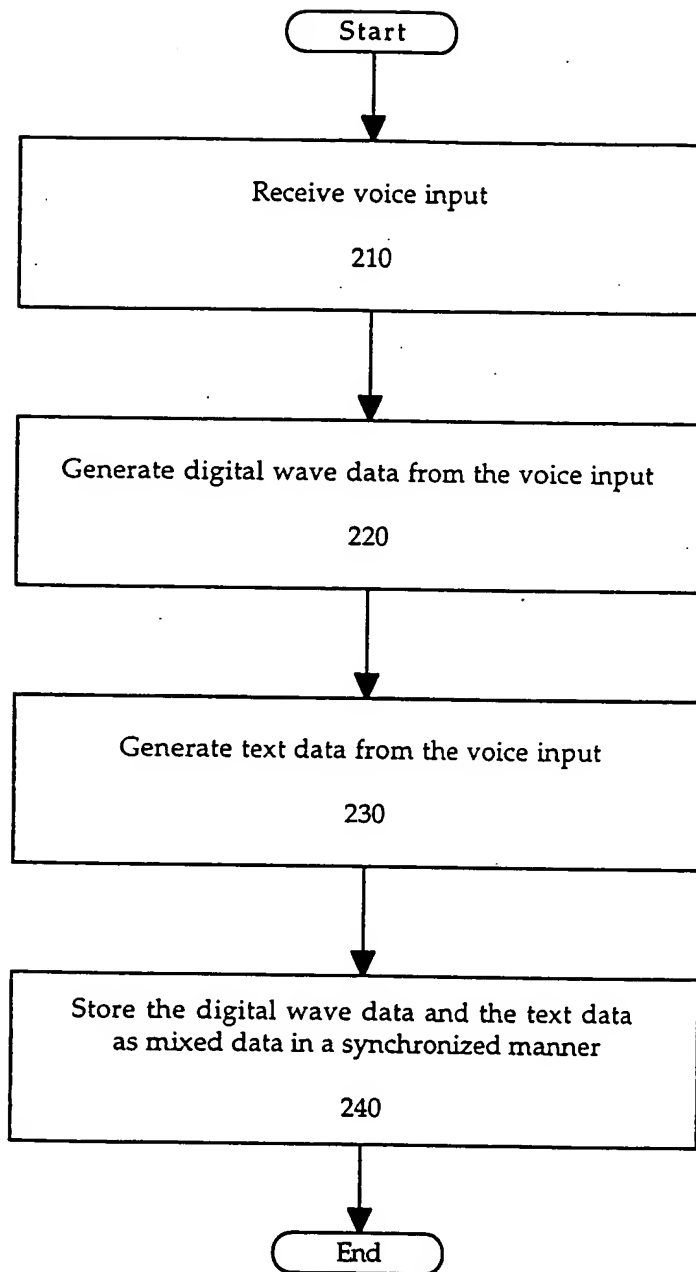 Start
Receive voice input
210
Generate digital wave data from the voice input
220
Generate text data from the voice input
230
Store the digital wave data and the text data
as mixed data in a synchronized manner
240
End